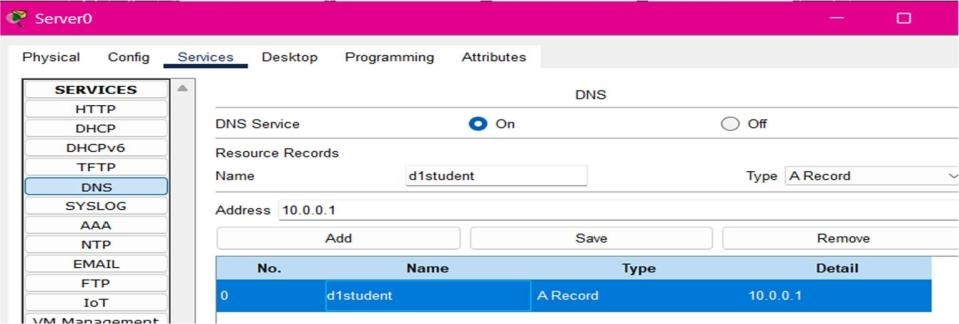 Server0
Physical Config Services Desktop Programming Attributes
SERVICES
HTTP
DHCP
DHCPv6
TFTP
DNS
SYSLOG
AAA
NTP
EMAIL
FTP
IoT
VM Management
DNS
DNS Service On Off
Resource Records
Name d1student Type A Record
Address 10.0.0.1
Add Save Remove
No. Name Type Detail
0 d1student A Record 10.0.0.1